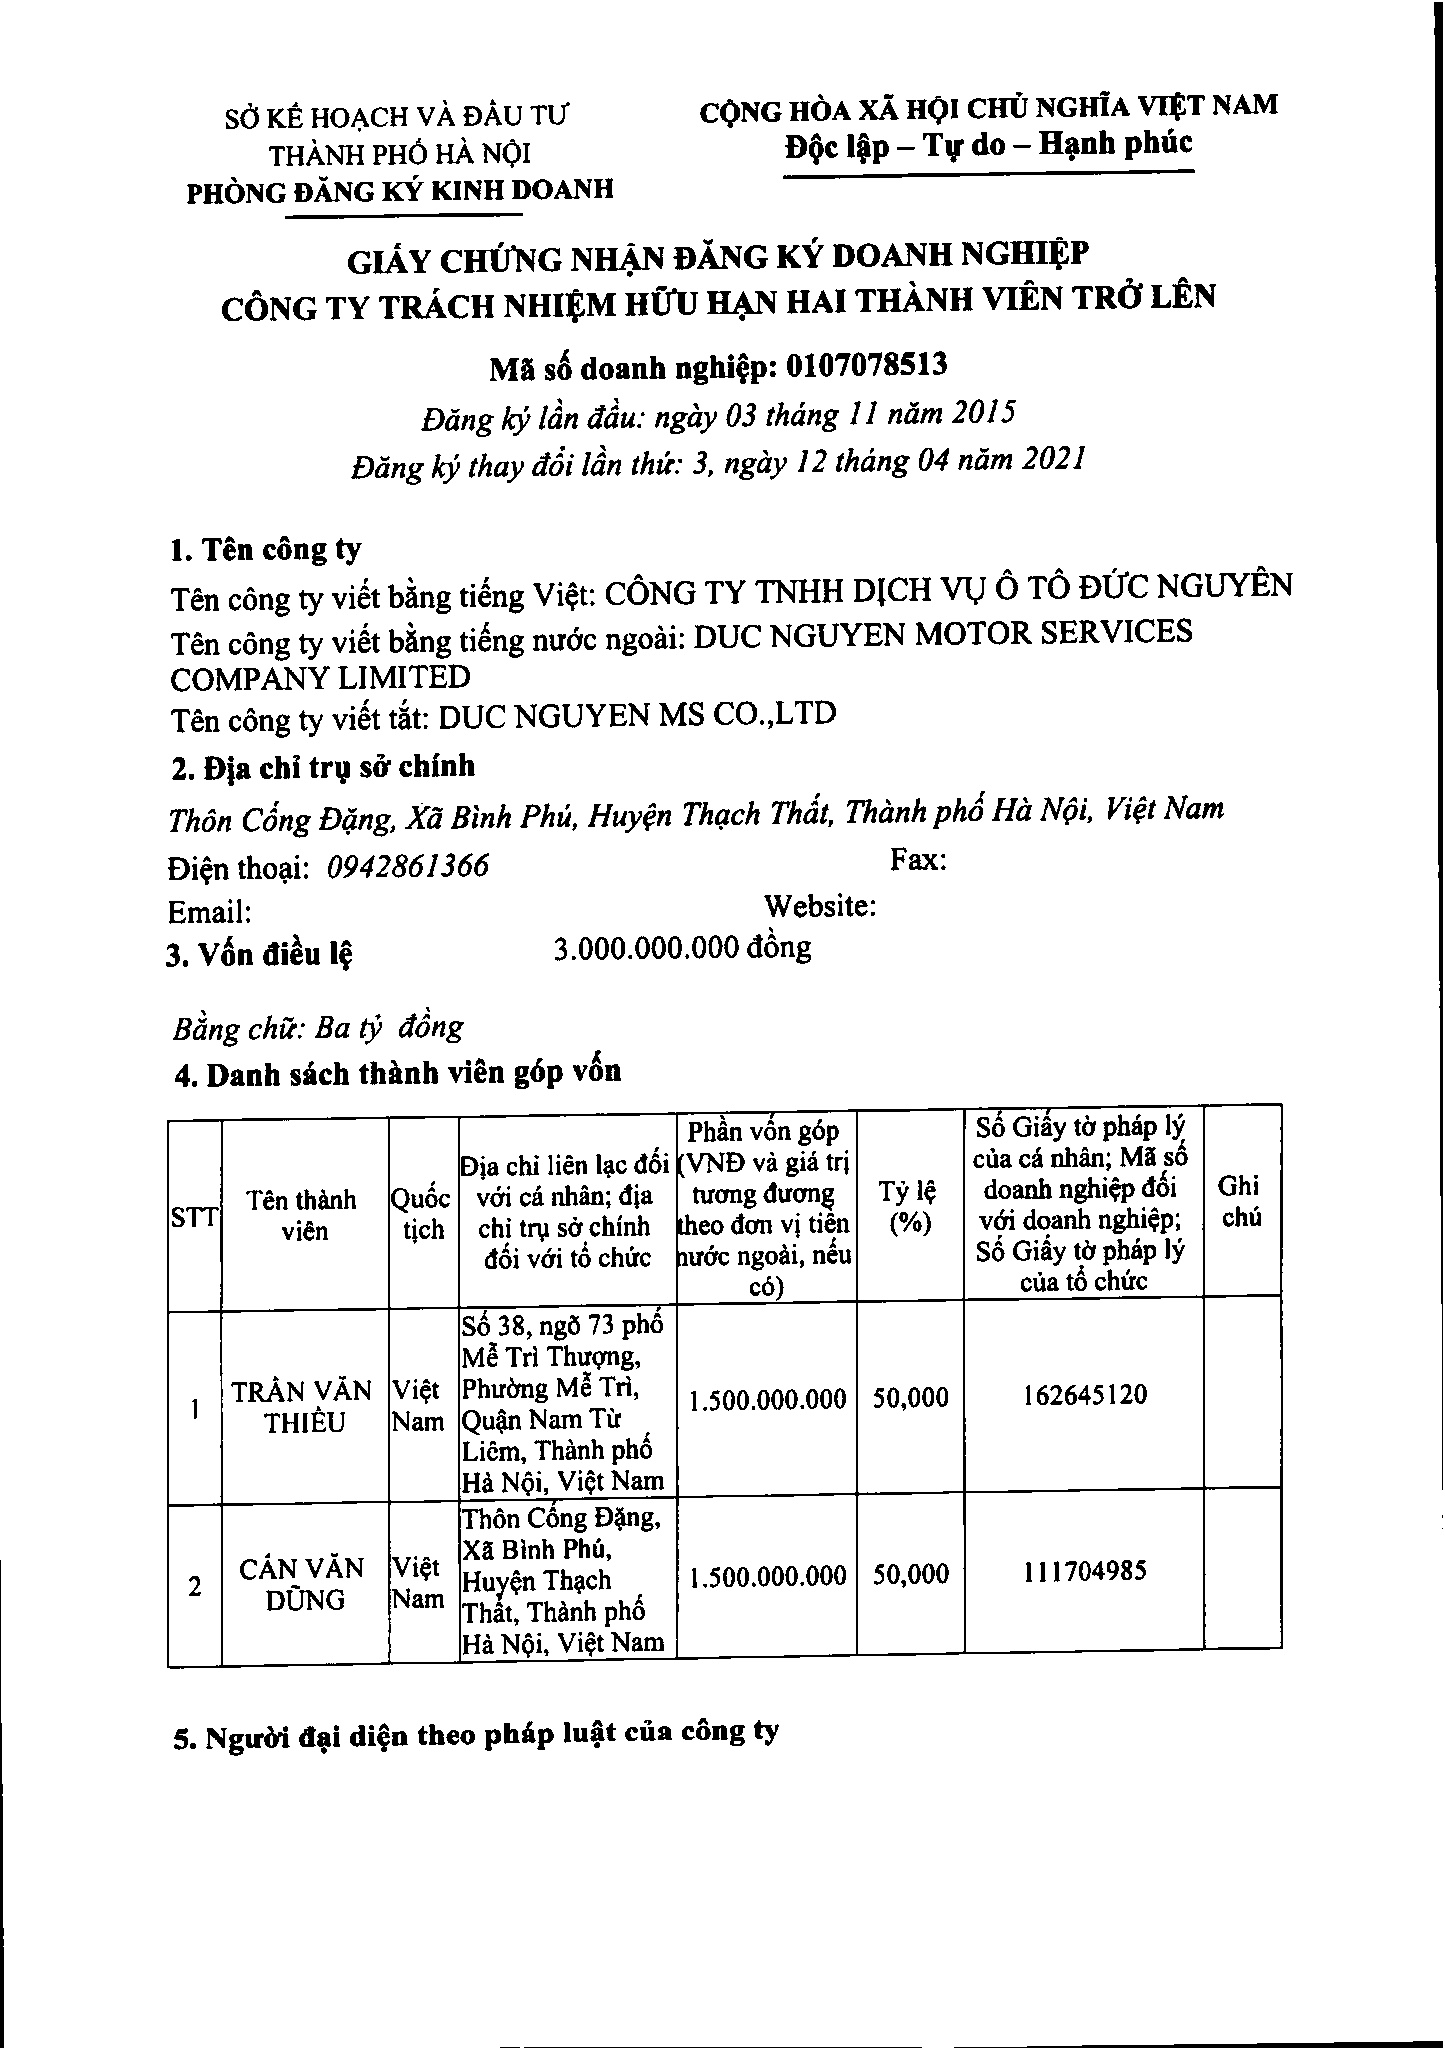 SỞ KẾ HOẠCH VÀ ĐẦU TƯ
THÀNH PHỐ HÀ NỘI
PHÒNG ĐĂNG KÝ KINH DOANH
CỘNG HÒA XÃ HỘI CHỦ NGHĨA VIỆT NAM
Độc lập – Tự do – Hạnh phúc
GIẤY CHỨNG NHẬN ĐĂNG KÝ DOANH NGHIỆP
CÔNG TY TRÁCH NHIỆM HỮU HẠN HAI THÀNH VIÊN TRỞ LÊN
Mã số doanh nghiệp: 0107078513
Đăng ký lần đầu: ngày 03 tháng 11 năm 2015
Đăng ký thay đổi lần thứ: 3, ngày 12 tháng 04 năm 2021
1. Tên công ty
Tên công ty viết bằng tiếng Việt: CÔNG TY TNHH DỊCH VỤ Ô TÔ ĐỨC NGUYÊN
Tên công ty viết bằng tiếng nước ngoài: DUC NGUYEN MOTOR SERVICES
COMPANY LIMITED
Tên công ty viết tắt: DUC NGUYEN MS CO.,LTD
2. Địa chỉ trụ sở chính
Thôn Cống Đặng, Xã Bình Phú, Huyện Thạch Thất, Thành phố Hà Nội, Việt Nam
Điện thoại: 0942861366 Fax:
Email: Website:
3. Vốn điều lệ 3.000.000.000 đồng
Bằng chữ: Ba tỷ đồng
4. Danh sách thành viên góp vốn
STT
Tên thành
viên
Quốc
tịch
Địa chỉ liên lạc đối
với cá nhân; địa
chỉ trụ sở chính
đối với tổ chức
Phần vốn góp
(VNĐ và giá trị
tương đương
theo đơn vị tiền
nước ngoài, nếu
có)
Tỷ lệ
(%)
Số Giấy tờ pháp lý
của cá nhân; Mã số
doanh nghiệp đối
với doanh nghiệp;
Số Giấy tờ pháp lý
của tổ chức
Ghi
chú
1
TRẦN VĂN
THIỀU
Việt
Nam
Số 38, ngõ 73 phố
Mễ Trì Thượng,
Phường Mễ Trì,
Quận Nam Từ
Liêm, Thành phố
Hà Nội, Việt Nam
1.500.000.000
50,000
162645120
2
CẤN VĂN
DŨNG
Việt
Nam
Thôn Cống Đặng,
Xã Bình Phú,
Huyện Thạch
Thất, Thành phố
Hà Nội, Việt Nam
1.500.000.000
50,000
111704985
5. Người đại diện theo pháp luật của công ty